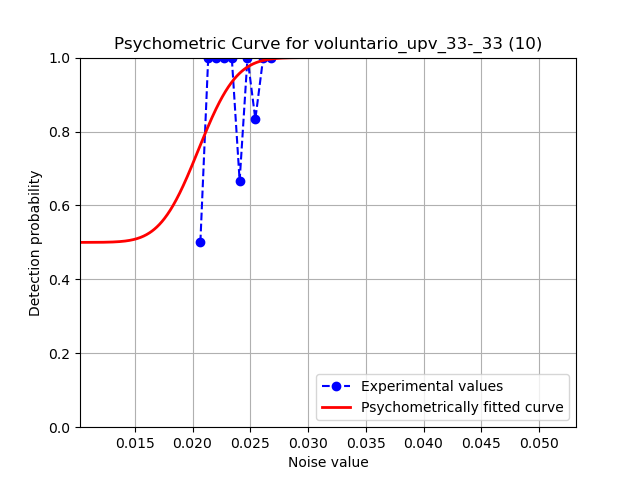 Psychometric Curve for voluntario_upv_33-_33 (10)
Detection probability
1.0
0.8
0.6
0.4
0.2
0.0
0.015 0.020 0.025 0.030 0.035 0.040 0.045 0.050
Noise value
Experimental values
Psychometrically fitted curve